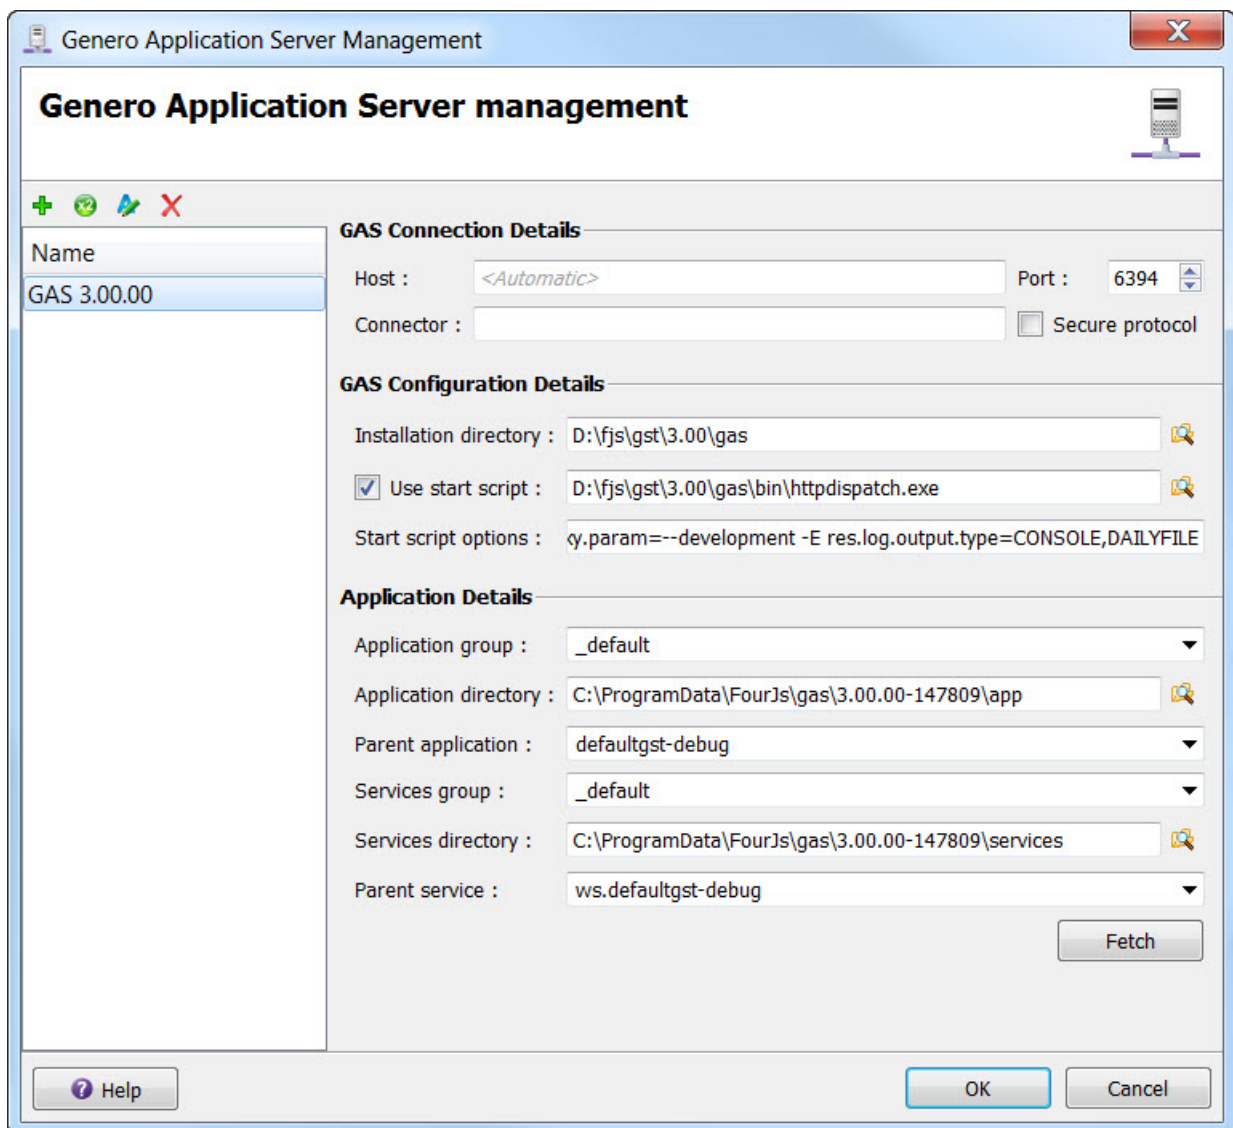 Genero Application Server Management
X
Genero Application Server management
x2
Name
GAS 3.00.00
GAS Connection Details
Host : <Automatic> Port : 6394
Connector : Secure protocol
GAS Configuration Details
Installation directory : D:\fjs\gst\3.00\gas
Use start script : D:\fjs\gst\3.00\gas\bin\httpdispatch.exe
Start script options : xy.param=--development -E res.log.output.type=CONSOLE,DAILYFILE
Application Details
Application group : _default
Application directory : C:\ProgramData\FourJs\gas\3.00.00-147809\app
Parent application : defaultgst-debug
Services group : _default
Services directory : C:\ProgramData\FourJs\gas\3.00.00-147809\services
Parent service : ws.defaultgst-debug
Fetch
? Help OK Cancel